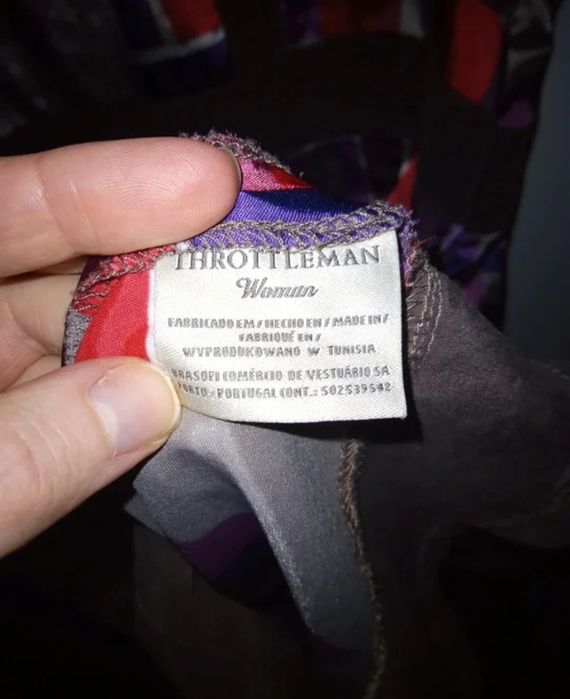 THROTTLEMAN
Woman
FABRICADO EM / HECHO EN / MADE IN /
FABRIQUÉ EN /
WYPRODUKOWANO W TUNISIA
BRASOPI COMÉRCIO DE VESTUÁRIO SA
PORTO - PORTUGAL CONT.: 502539542